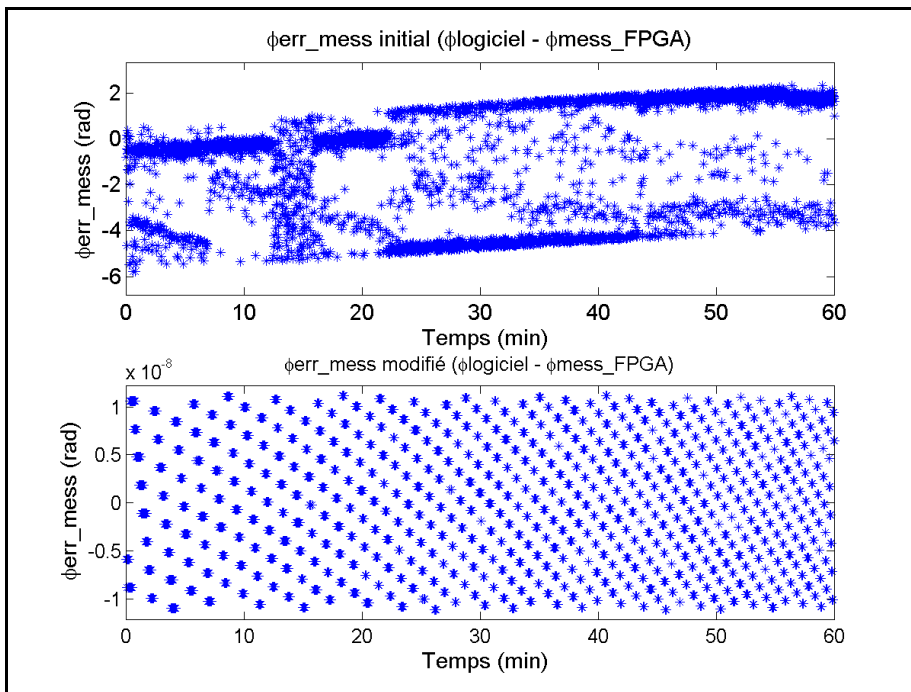 ϕerr_mess initial (ϕlogiciel - ϕmess_FPGA)
ϕerr_mess (rad)
2
0
-2
-4
-6
0 10 20 30 40 50 60
Temps (min)
x 10⁻⁸
ϕerr_mess modifié (ϕlogiciel - ϕmess_FPGA)
ϕerr_mess (rad)
1
0.5
0
-0.5
-1
0 10 20 30 40 50 60
Temps (min)